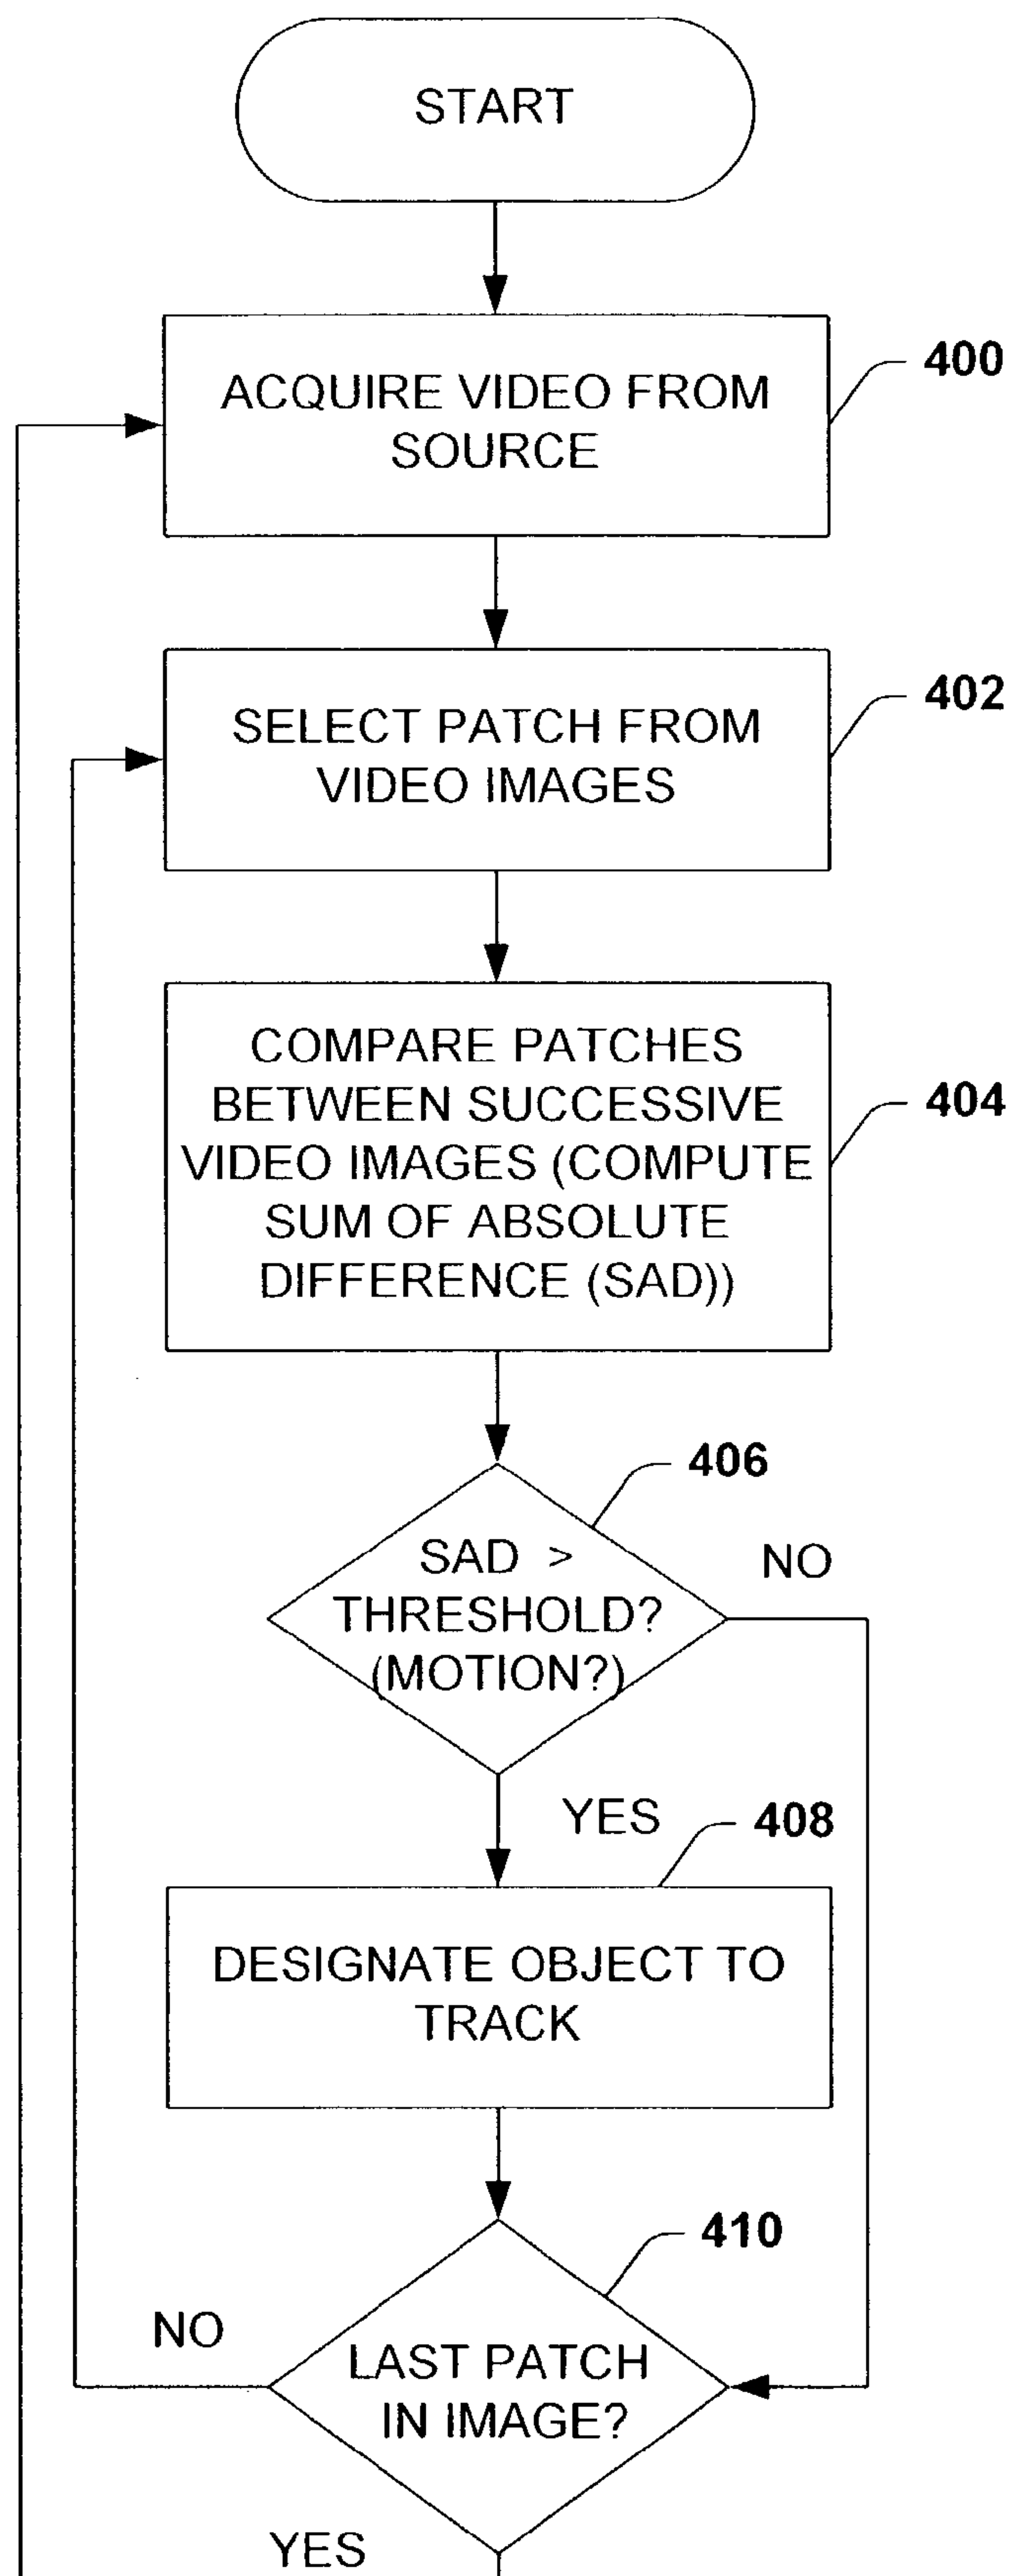 START
400
ACQUIRE VIDEO FROM
SOURCE
402
SELECT PATCH FROM
VIDEO IMAGES
404
COMPARE PATCHES
BETWEEN SUCCESSIVE
VIDEO IMAGES (COMPUTE
SUM OF ABSOLUTE
DIFFERENCE (SAD))
406
SAD >
THRESHOLD?
(MOTION?)
NO
YES
408
DESIGNATE OBJECT TO
TRACK
410
NO
LAST PATCH
IN IMAGE?
YES